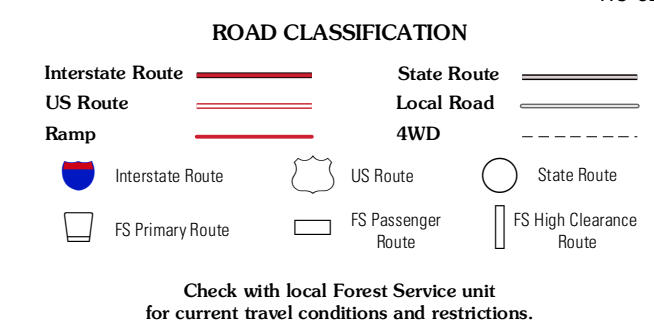 ROAD CLASSIFICATION
Interstate Route
State Route
US Route
Local Road
Ramp
4WD
Interstate Route
US Route
State Route
FS Primary Route
FS Passenger
Route
FS High Clearance
Route
Check with local Forest Service unit
for current travel conditions and restrictions.